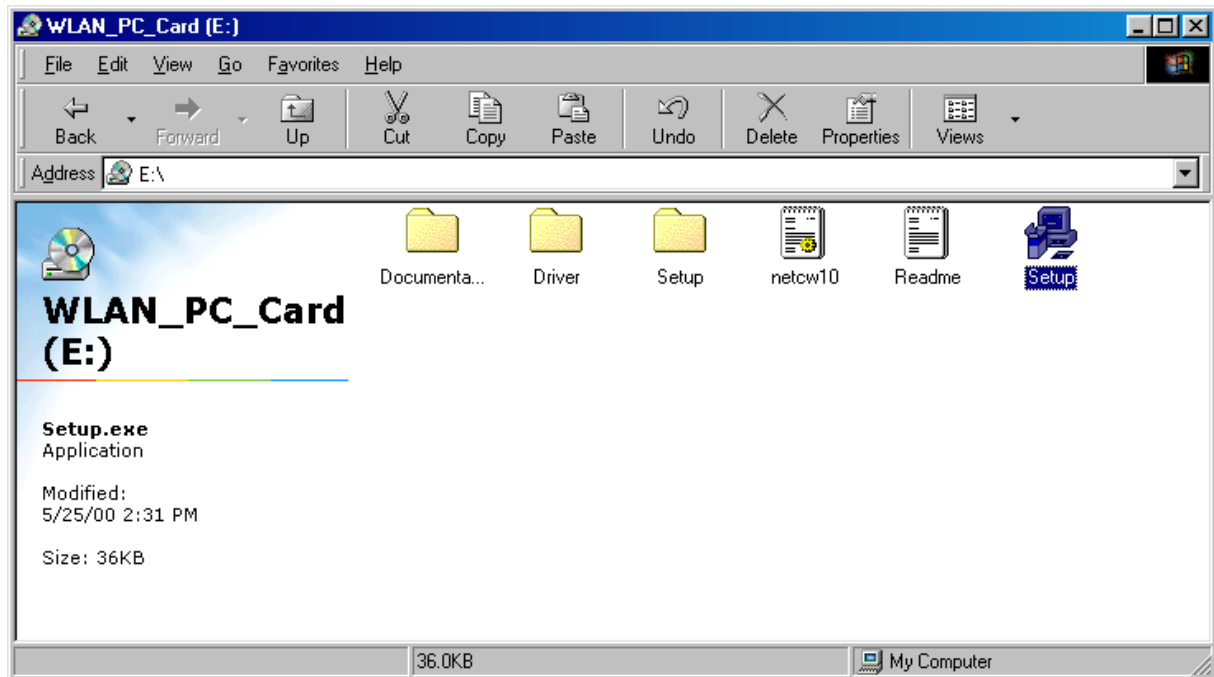 WLAN_PC_Card (E:)
File Edit View Go Favorites Help
Back Forward Up Cut Copy Paste Undo Delete Properties Views
Address E:\
Documenta... Driver Setup netcw10 Readme Setup
WLAN_PC_Card
(E:)
Setup.exe
Application
Modified:
5/25/00 2:31 PM
Size: 36KB
36.0KB My Computer